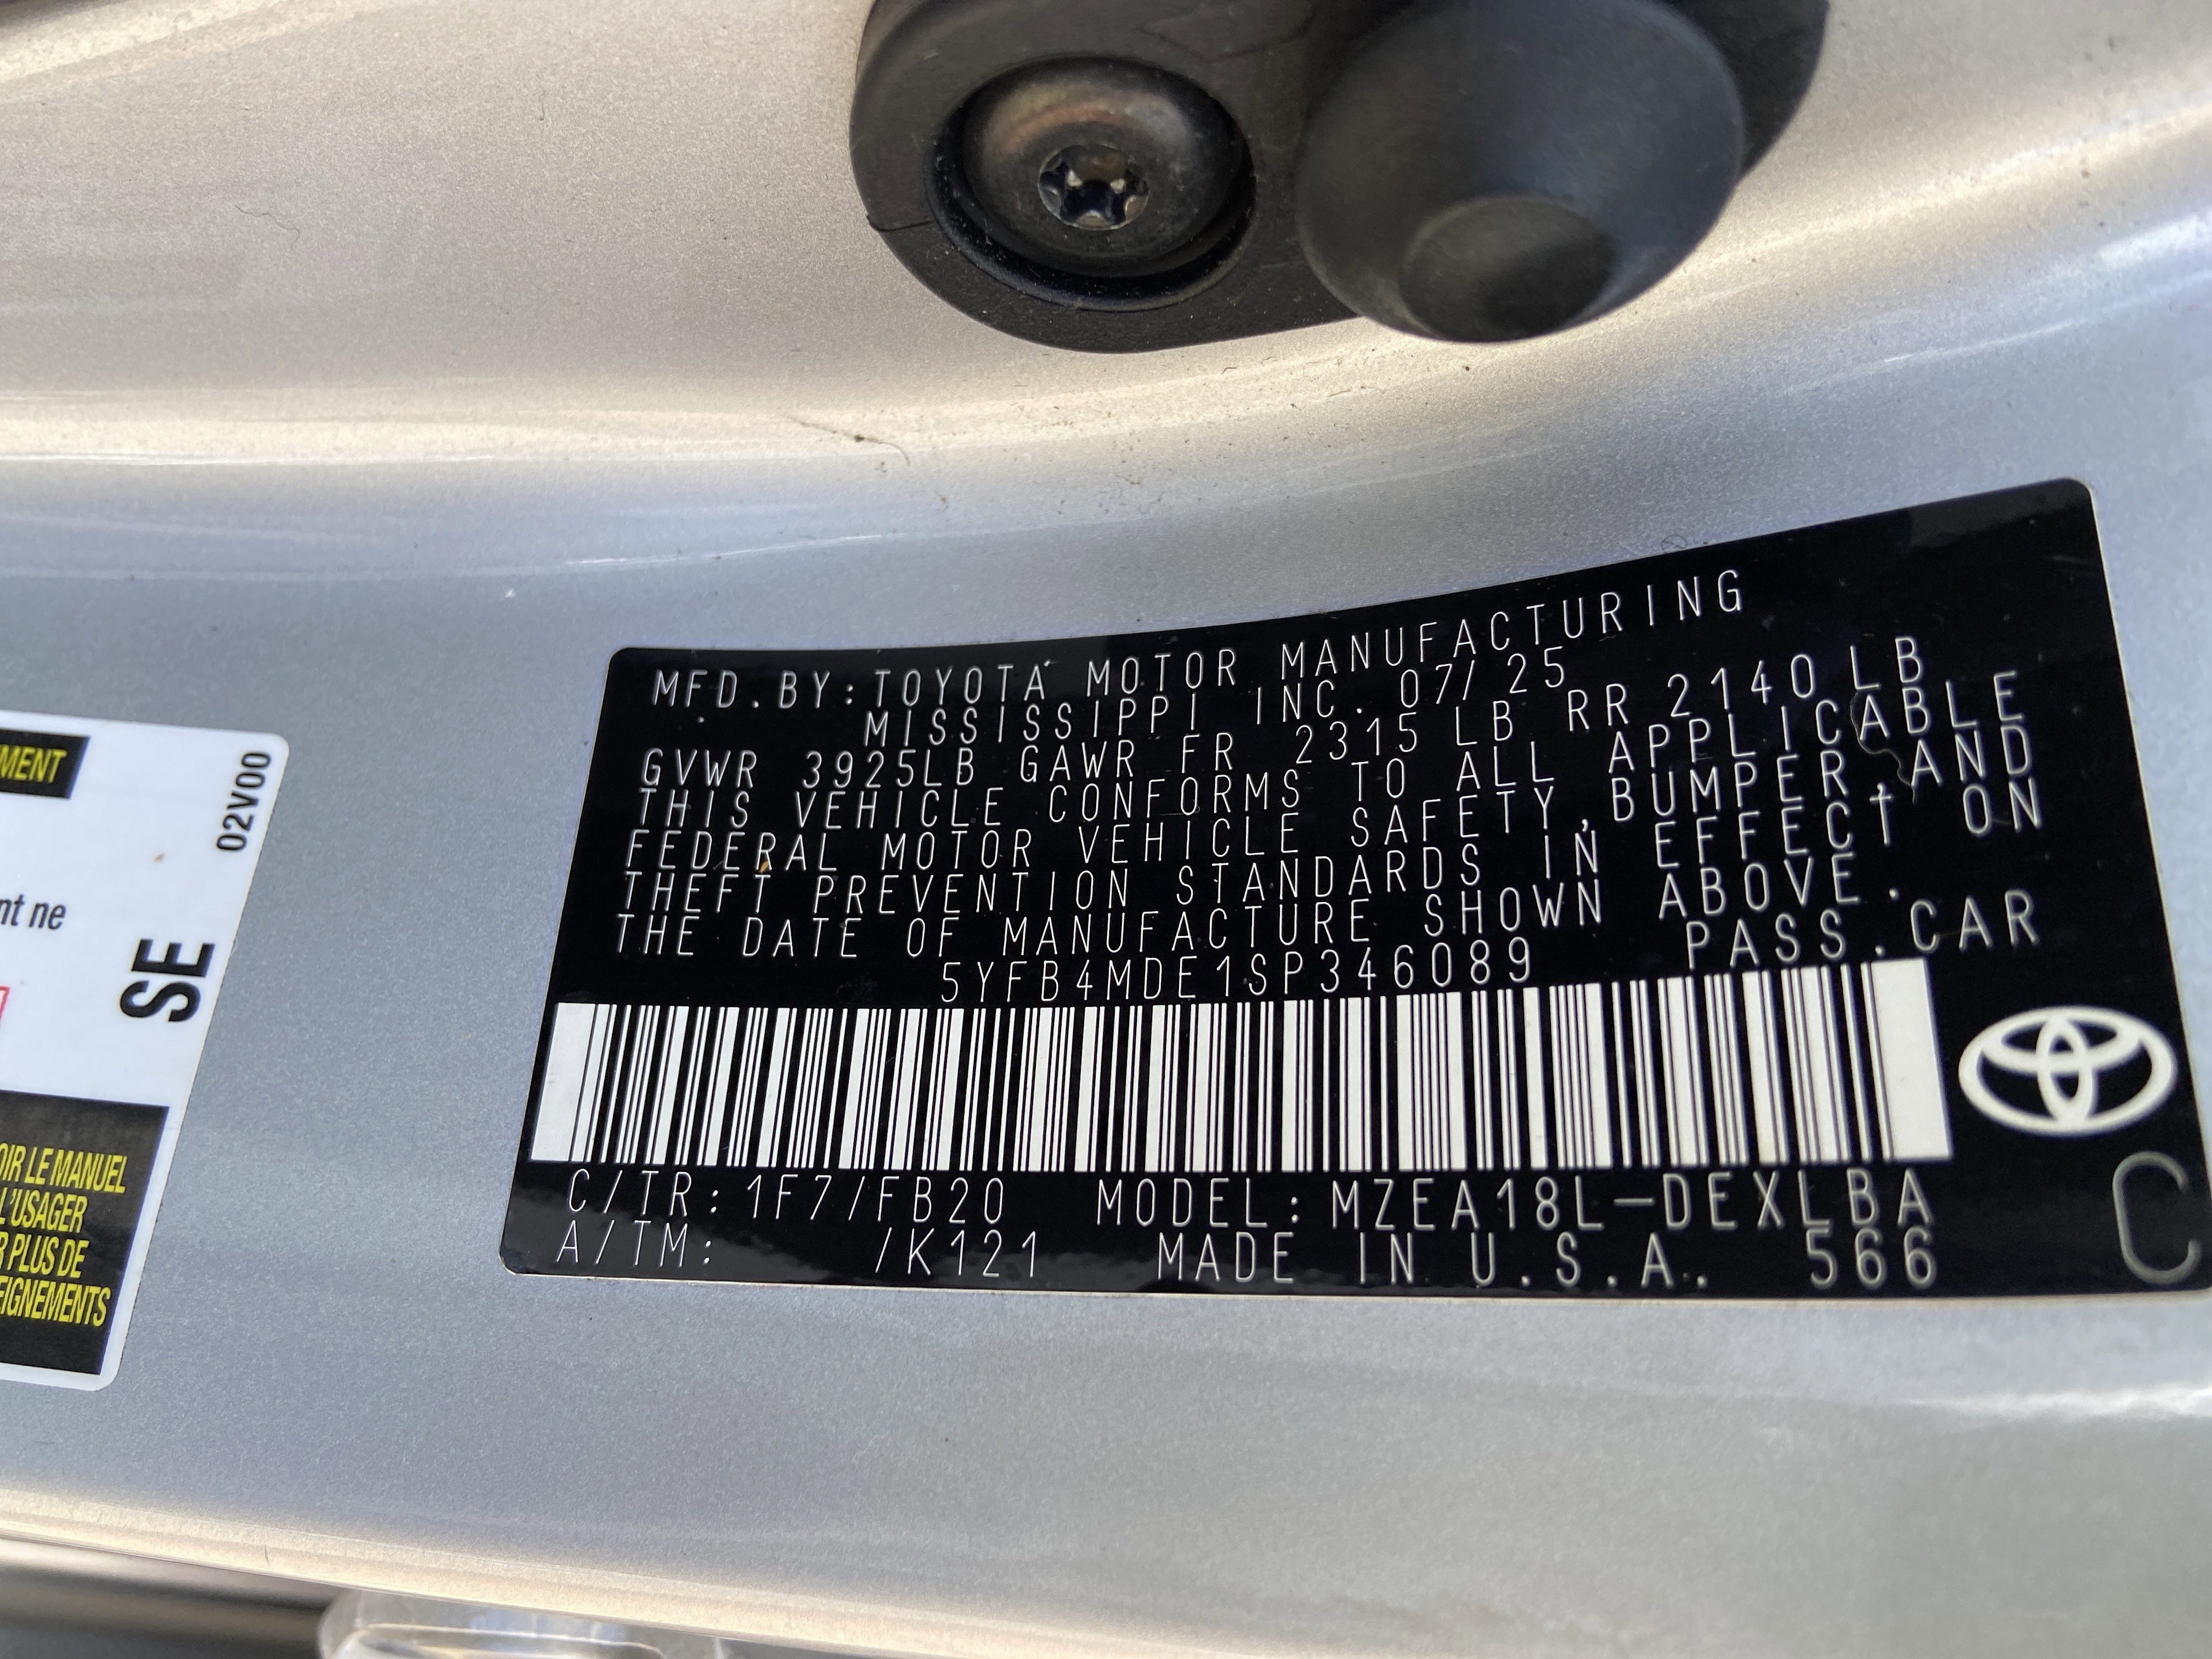 MFD.BY:TOYOTA MOTOR MANUFACTURING
MISSISSIPPI INC. 07/25
GVWR 3925LB GAWR FR 2315 LB RR 2140 LB
THIS VEHICLE CONFORMS TO ALL APPLICABLE
FEDERAL MOTOR VEHICLE SAFETY,BUMPER,AND
THEFT PREVENTION STANDARDS IN EFFECT ON
THE DATE OF MANUFACTURE SHOWN ABOVE.
5YFB4MDE1SP346089 PASS.CAR
C/TR: 1F7/FB20 MODEL: MZEA18L-DEXLBA
A/TM: /K121 MADE IN U.S.A. 566
C
MENT
02V00
nt ne
SE
OIR LE MANUEL
L'USAGER
R PLUS DE
EIGNEMENTS